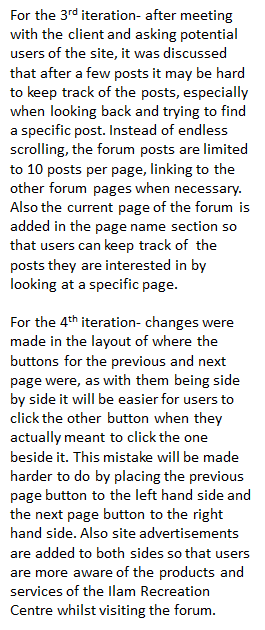 For the 3rd iteration- after meeting
with the client and asking potential
users of the site, it was discussed
that after a few posts it may be hard
to keep track of the posts, especially
when looking back and trying to find
a specific post. Instead of endless
scrolling, the forum posts are limited
to 10 posts per page, linking to the
other forum pages when necessary.
Also the current page of the forum is
added in the page name section so
that users can keep track of the
posts they are interested in by
looking at a specific page.

For the 4th iteration- changes were
made in the layout of where the
buttons for the previous and next
page were, as with them being side
by side it will be easier for users to
click the other button when they
actually meant to click the one
beside it. This mistake will be made
harder to do by placing the previous
page button to the left hand side and
the next page button to the right
hand side. Also site advertisements
are added to both sides so that users
are more aware of the products and
services of the Ilam Recreation
Centre whilst visiting the forum.